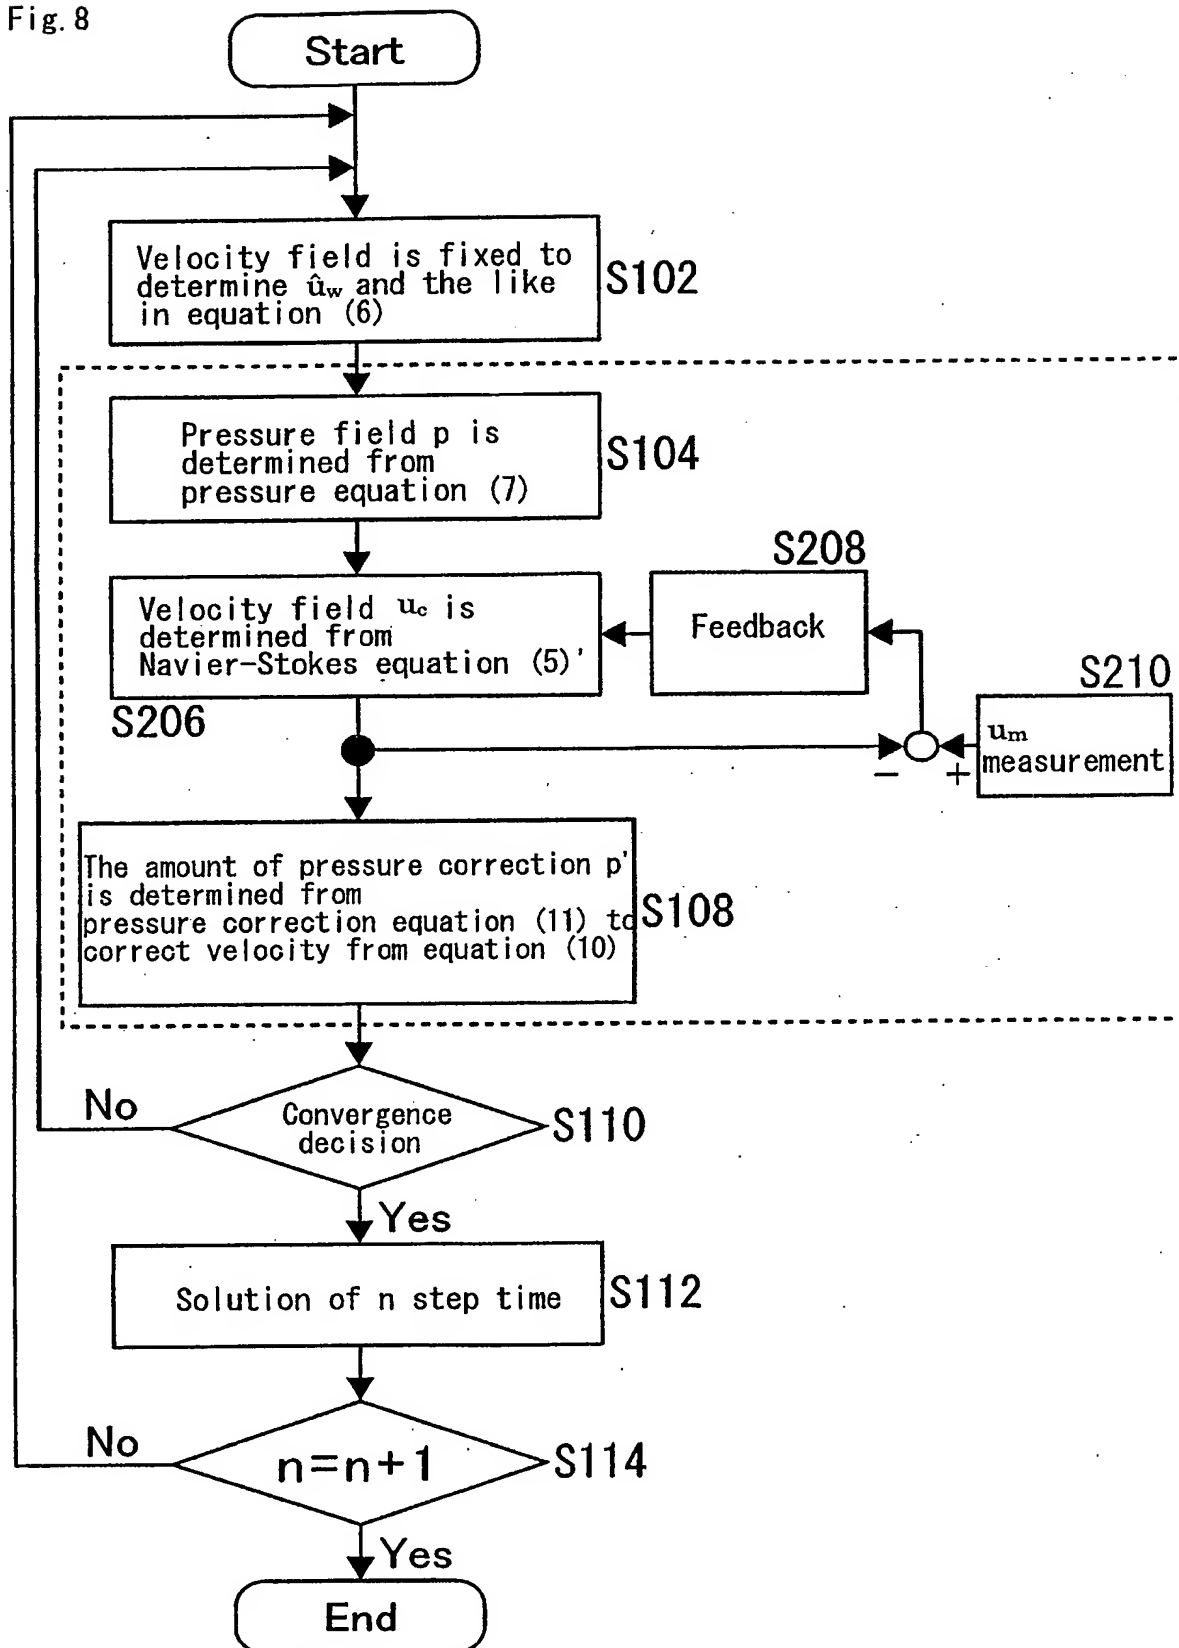 Fig. 8
Start
Velocity field is fixed to
determine ûw and the like
in equation (6)
S102
Pressure field p is
determined from
pressure equation (7)
S104
S208
Velocity field uc is
determined from
Navier-Stokes equation (5)'
Feedback
S206
S210
um
measurement
−
+
The amount of pressure correction p'
is determined from
pressure correction equation (11) to
correct velocity from equation (10)
S108
No
Convergence
decision
S110
Yes
Solution of n step time
S112
No
n=n+1
S114
Yes
End